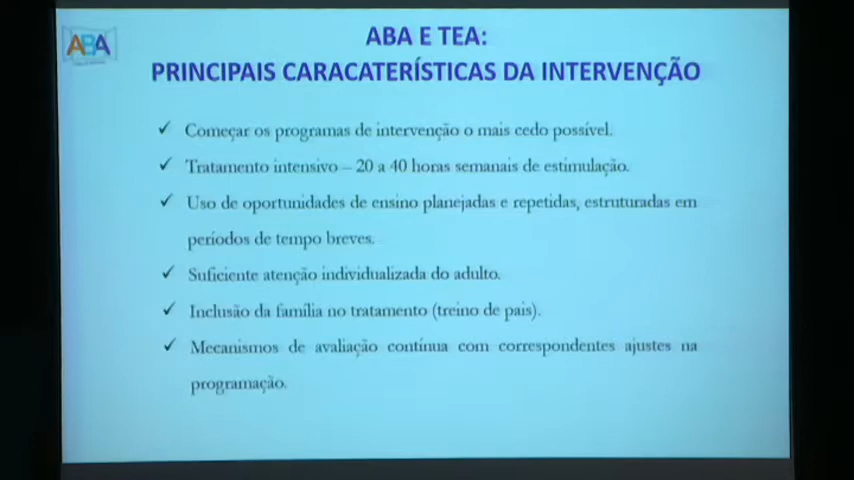 ABA
ABA E TEA:
PRINCIPAIS CARACATERÍSTICAS DA INTERVENÇÃO
✓ Começar os programas de intervenção o mais cedo possível.
✓ Tratamento intensivo – 20 a 40 horas semanais de estimulação.
✓ Uso de oportunidades de ensino planejadas e repetidas, estruturadas em
períodos de tempo breves.
✓ Suficiente atenção individualizada do adulto.
✓ Inclusão da família no tratamento (treino de pais).
✓ Mecanismos de avaliação contínua com correspondentes ajustes na
programação.